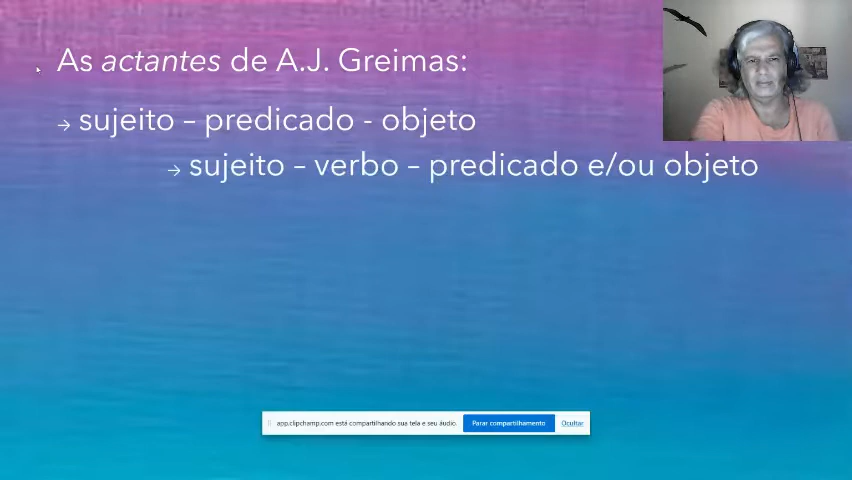 As actantes de A.J. Greimas:
→ sujeito – predicado - objeto
→ sujeito – verbo – predicado e/ou objeto
app.clipchamp.com está compartilhando sua tela e seu áudio. Parar compartilhamento Ocultar